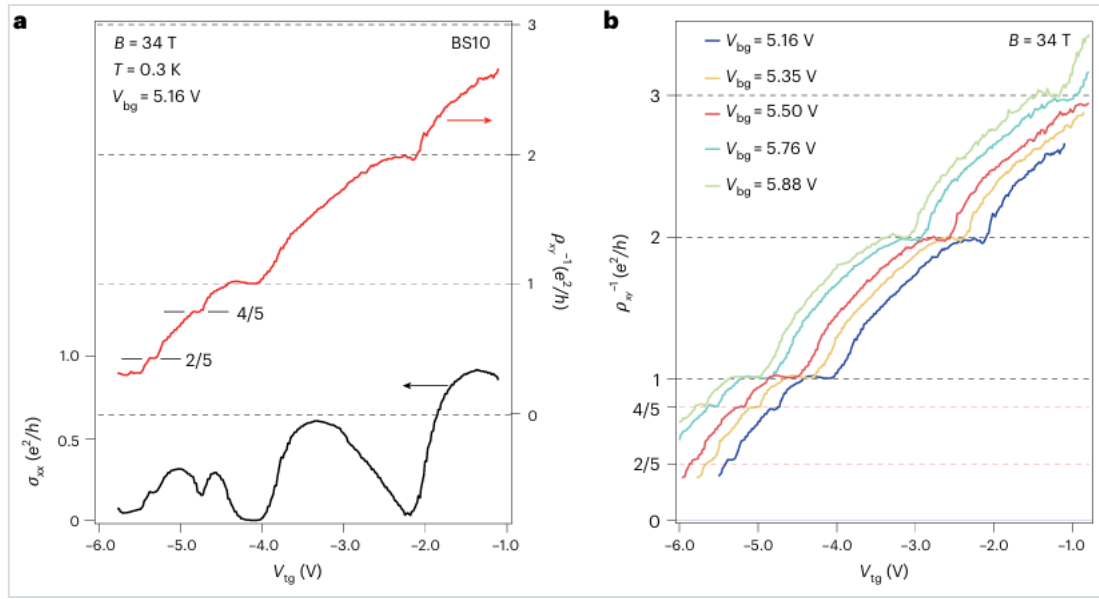 a
B = 34 T
T = 0.3 K
V_bg = 5.16 V
BS10
3
2
1
0
ρ_xy^−1 (e²/h)
4/5
2/5
1.0
0.5
0
σ_xx (e²/h)
−6.0 −5.0 −4.0 −3.0 −2.0 −1.0
V_tg (V)
b
V_bg = 5.16 V
V_bg = 5.35 V
V_bg = 5.50 V
V_bg = 5.76 V
V_bg = 5.88 V
B = 34 T
3
2
1
4/5
2/5
0
ρ_xy^−1 (e²/h)
−6.0 −5.0 −4.0 −3.0 −2.0 −1.0
V_tg (V)